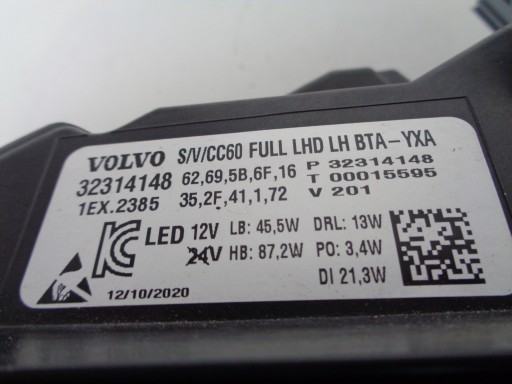 VOLVO S/V/CC60 FULL LHD LH BTA-YXA
32314148 62,69,5B,6F,16 P 32314148
1EX.2385 35,2F,41,1,72 T 00015595
V 201
LED 12V LB: 45,5W DRL: 13W
24V HB: 87,2W PO: 3,4W
DI 21,3W
12/10/2020